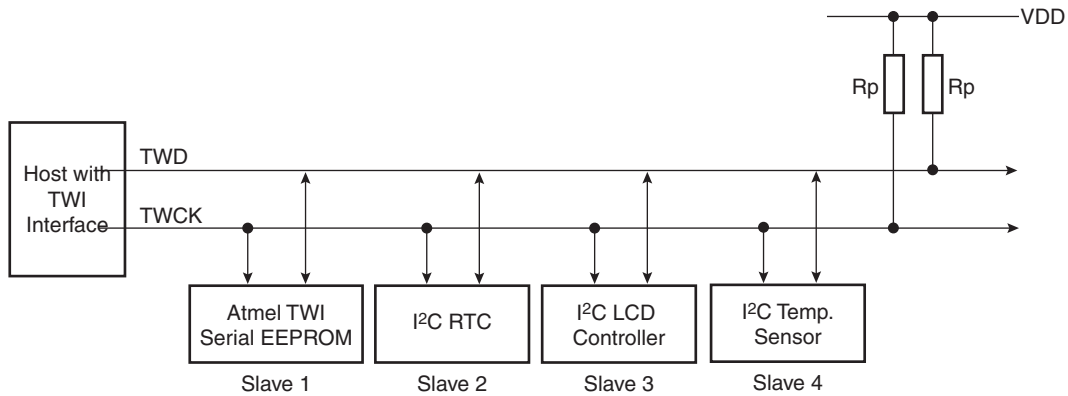 VDD
Rp Rp
Host with
TWI
Interface
TWD
TWCK
Atmel TWI
Serial EEPROM
Slave 1
I²C RTC
Slave 2
I²C LCD
Controller
Slave 3
I²C Temp.
Sensor
Slave 4